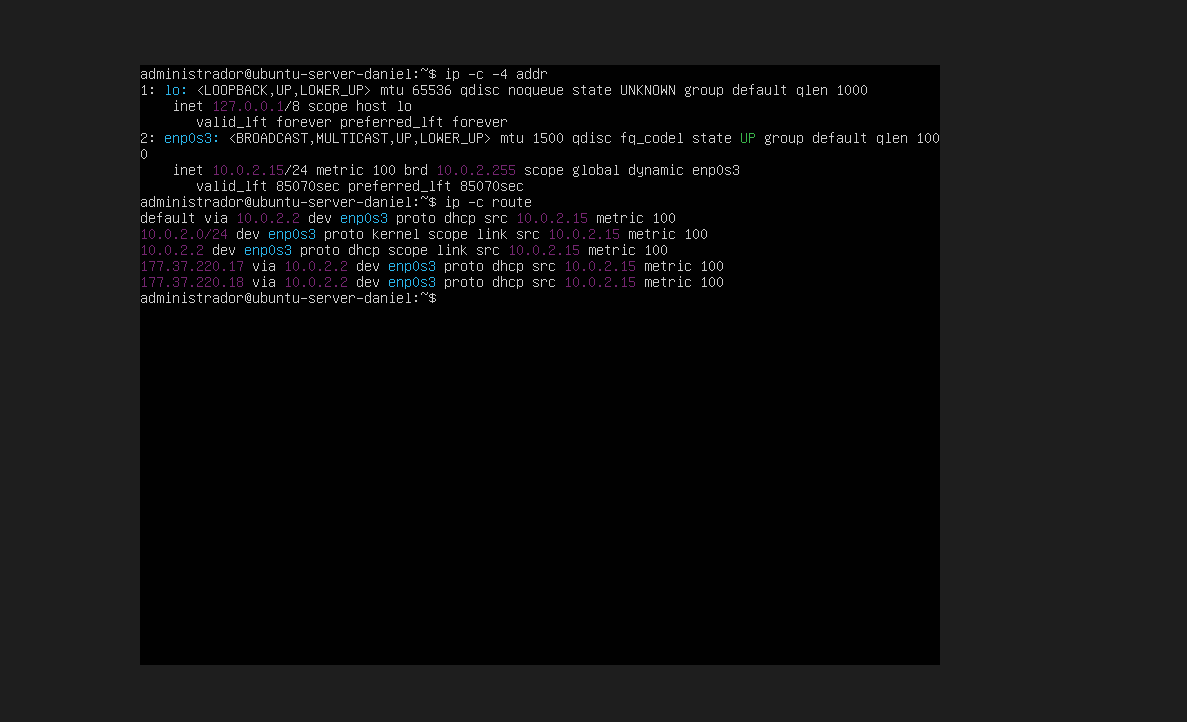 administrador@ubuntu-server-daniel:~$ ip -c -4 addr
1: lo: <LOOPBACK,UP,LOWER_UP> mtu 65536 qdisc noqueue state UNKNOWN group default qlen 1000
    inet 127.0.0.1/8 scope host lo
       valid_lft forever preferred_lft forever
2: enp0s3: <BROADCAST,MULTICAST,UP,LOWER_UP> mtu 1500 qdisc fq_codel state UP group default qlen 100
0
    inet 10.0.2.15/24 metric 100 brd 10.0.2.255 scope global dynamic enp0s3
       valid_lft 85070sec preferred_lft 85070sec
administrador@ubuntu-server-daniel:~$ ip -c route
default via 10.0.2.2 dev enp0s3 proto dhcp src 10.0.2.15 metric 100
10.0.2.0/24 dev enp0s3 proto kernel scope link src 10.0.2.15 metric 100
10.0.2.2 dev enp0s3 proto dhcp scope link src 10.0.2.15 metric 100
177.37.220.17 via 10.0.2.2 dev enp0s3 proto dhcp src 10.0.2.15 metric 100
177.37.220.18 via 10.0.2.2 dev enp0s3 proto dhcp src 10.0.2.15 metric 100
administrador@ubuntu-server-daniel:~$